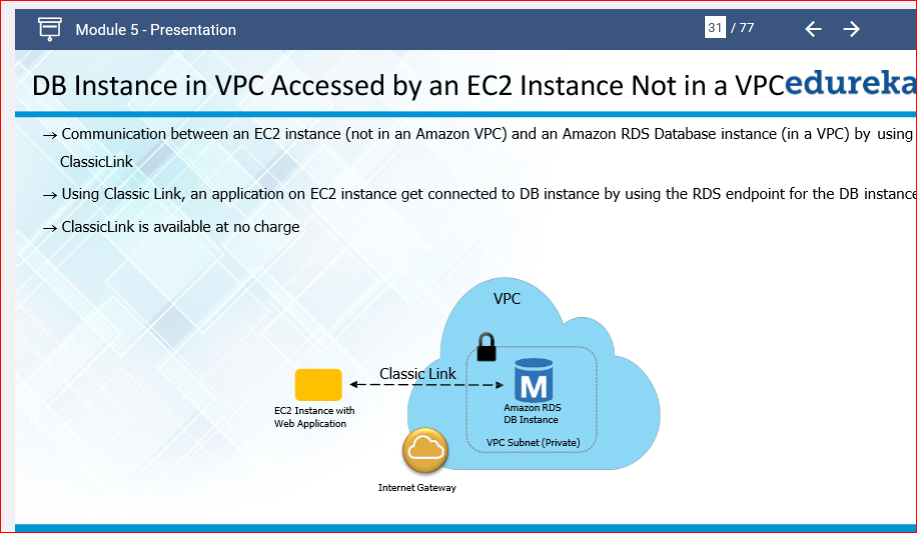 Module 5 - Presentation
31 / 77
DB Instance in VPC Accessed by an EC2 Instance Not in a VPC
edureka
→ Communication between an EC2 instance (not in an Amazon VPC) and an Amazon RDS Database instance (in a VPC) by using
ClassicLink
→ Using Classic Link, an application on EC2 instance get connected to DB instance by using the RDS endpoint for the DB instance
→ ClassicLink is available at no charge
VPC
Classic Link
M
EC2 Instance with
Web Application
Amazon RDS
DB Instance
VPC Subnet (Private)
Internet Gateway